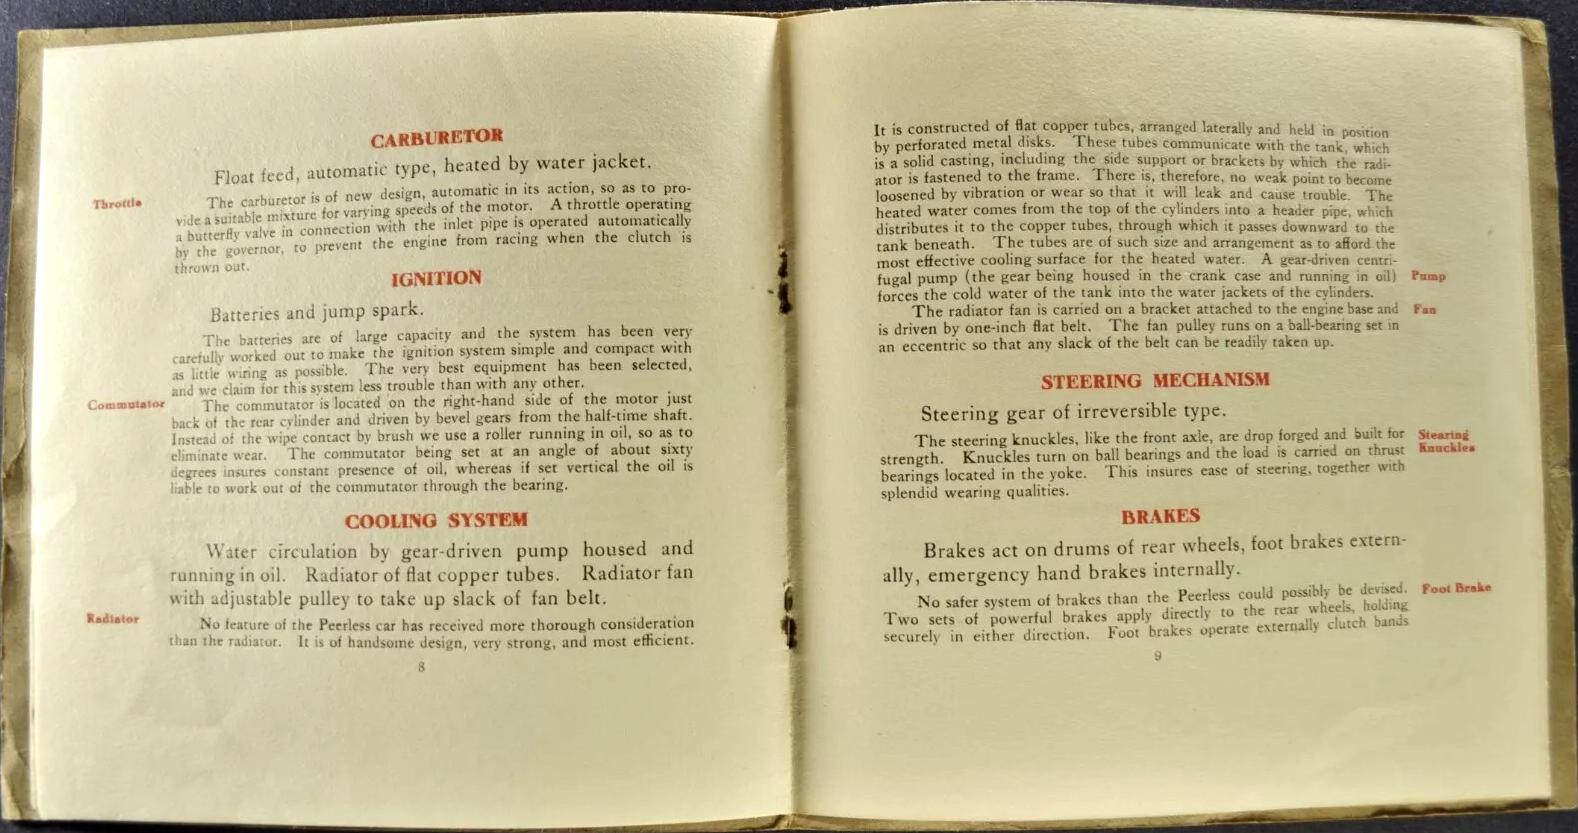 CARBURETOR
Float feed, automatic type, heated by water jacket.
Throttle
The carburetor is of new design, automatic in its action, so as to pro-
vide a suitable mixture for varying speeds of the motor. A throttle operating
a butterfly valve in connection with the inlet pipe is operated automatically
by the governor, to prevent the engine from racing when the clutch is
thrown out.
IGNITION
Batteries and jump spark.
The batteries are of large capacity and the system has been very
carefully worked out to make the ignition system simple and compact with
as little wiring as possible. The very best equipment has been selected,
and we claim for this system less trouble than with any other.
Commutator
The commutator is located on the right-hand side of the motor just
back of the rear cylinder and driven by bevel gears from the half-time shaft.
Instead of the wipe contact by brush we use a roller running in oil, so as to
eliminate wear. The commutator being set at an angle of about sixty
degrees insures constant presence of oil, whereas if set vertical the oil is
liable to work out of the commutator through the bearing.
COOLING SYSTEM
Water circulation by gear-driven pump housed and
running in oil. Radiator of flat copper tubes. Radiator fan
with adjustable pulley to take up slack of fan belt.
Radiator
No feature of the Peerless car has received more thorough consideration
than the radiator. It is of handsome design, very strong, and most efficient.
8
It is constructed of flat copper tubes, arranged laterally and held in position
by perforated metal disks. These tubes communicate with the tank, which
is a solid casting, including the side support or brackets by which the radi-
ator is fastened to the frame. There is, therefore, no weak point to become
loosened by vibration or wear so that it will leak and cause trouble. The
heated water comes from the top of the cylinders into a header pipe, which
distributes it to the copper tubes, through which it passes downward to the
tank beneath. The tubes are of such size and arrangement as to afford the
most effective cooling surface for the heated water. A gear-driven centri-
fugal pump (the gear being housed in the crank case and running in oil)
Pump
forces the cold water of the tank into the water jackets of the cylinders.
The radiator fan is carried on a bracket attached to the engine base and
Fan
is driven by one-inch flat belt. The fan pulley runs on a ball-bearing set in
an eccentric so that any slack of the belt can be readily taken up.
STEERING MECHANISM
Steering gear of irreversible type.
The steering knuckles, like the front axle, are drop forged and built for
Stearing
Knuckles
strength. Knuckles turn on ball bearings and the load is carried on thrust
bearings located in the yoke. This insures ease of steering, together with
splendid wearing qualities.
BRAKES
Brakes act on drums of rear wheels, foot brakes extern-
ally, emergency hand brakes internally.
No safer system of brakes than the Peerless could possibly be devised.
Foot Brake
Two sets of powerful brakes apply directly to the rear wheels, holding
securely in either direction. Foot brakes operate externally clutch bands
9